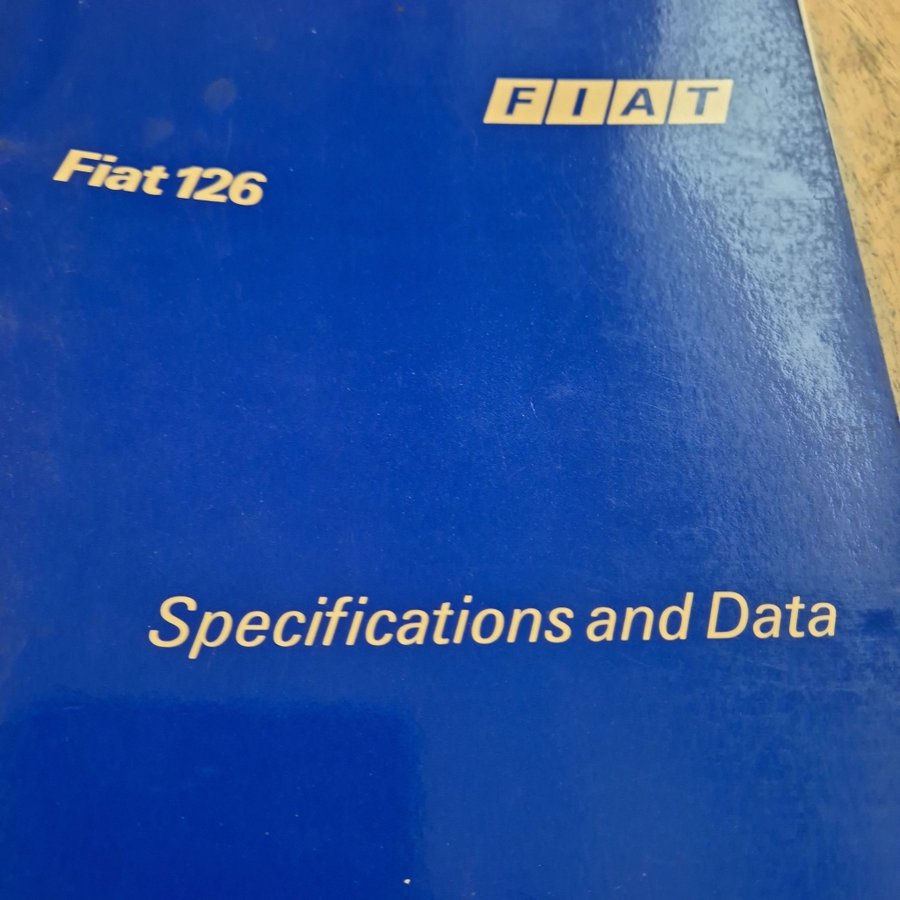 FIAT
Fiat 126
Specifications and Data